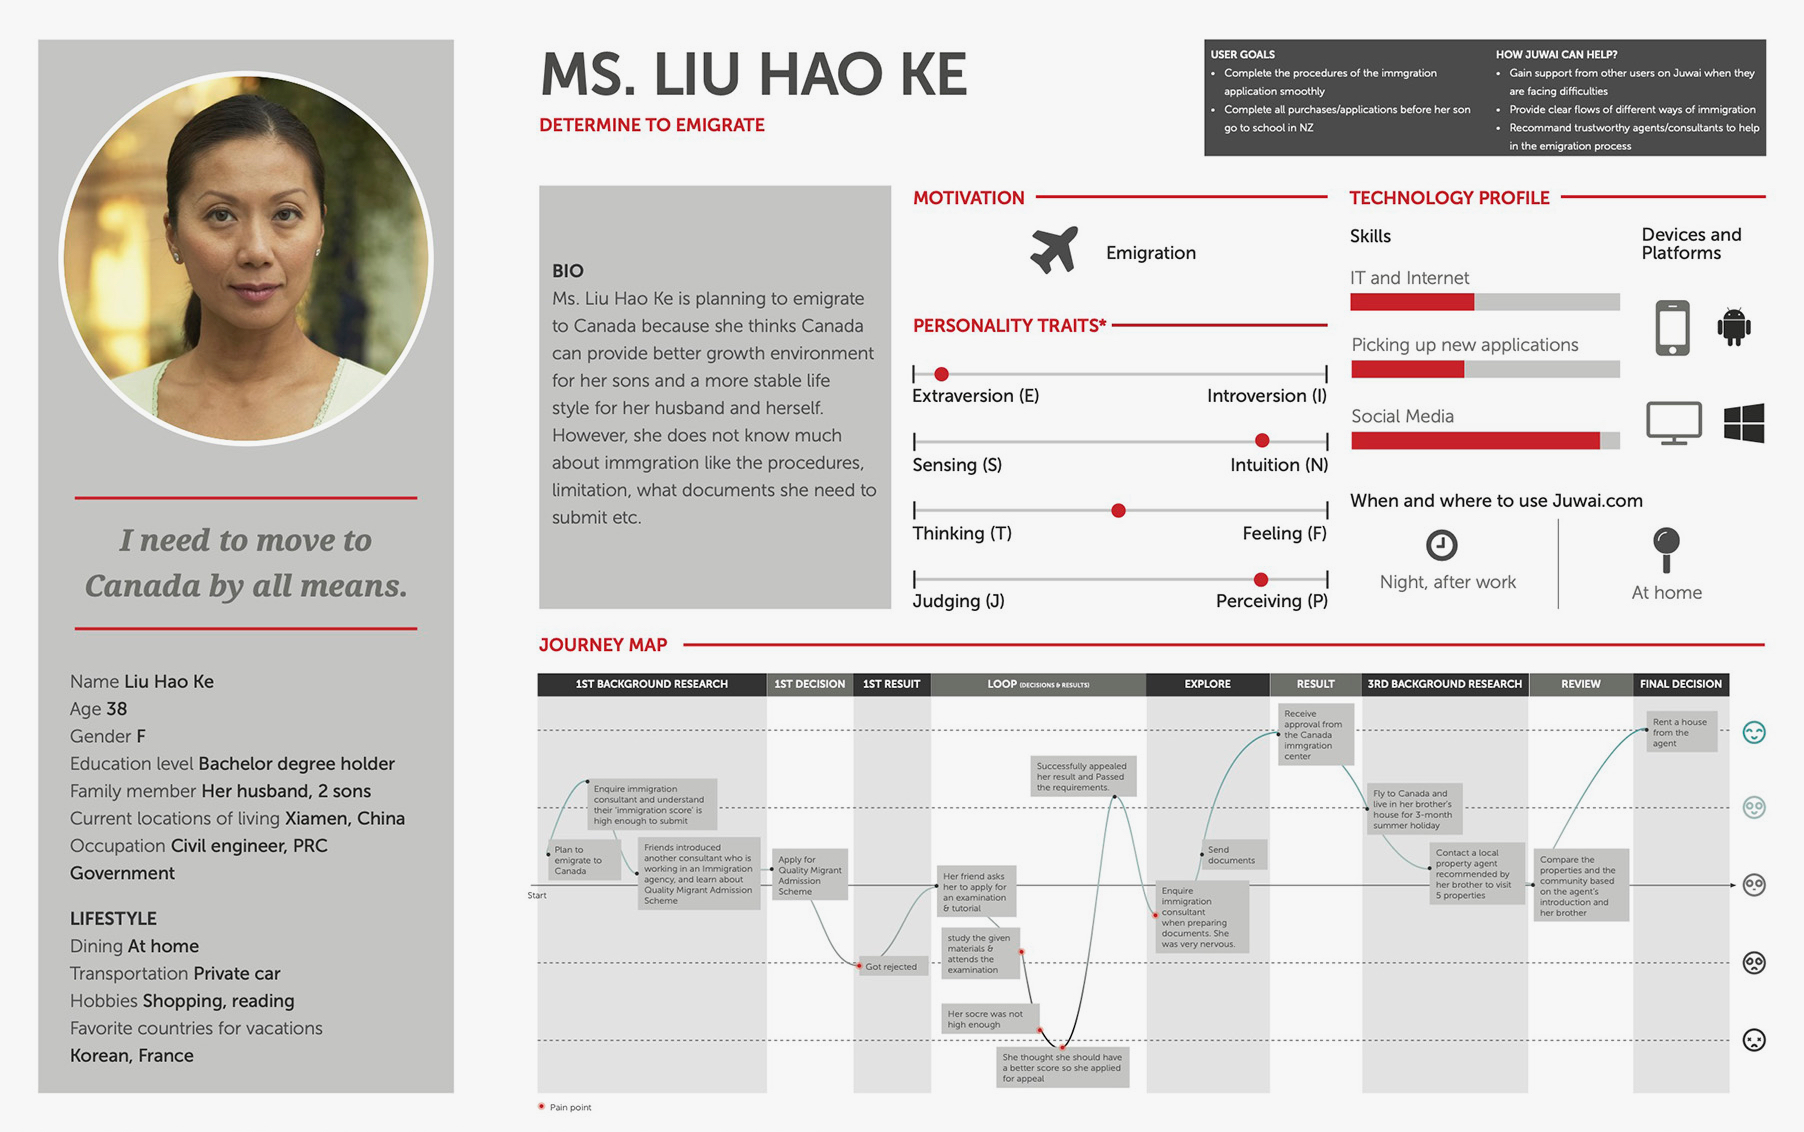 MS. LIU HAO KE
DETERMINE TO EMIGRATE
USER GOALS
• Complete the procedures of the immgration
application smoothly
• Complete all purchases/applications before her son
go to school in NZ
HOW JUWAI CAN HELP?
• Gain support from other users on Juwai when they
are facing difficulties
• Provide clear flows of different ways of immigration
• Recommand trustworthy agents/consultants to help
in the emigration process
I need to move to
Canada by all means.
Name Liu Hao Ke
Age 38
Gender F
Education level Bachelor degree holder
Family member Her husband, 2 sons
Current locations of living Xiamen, China
Occupation Civil engineer, PRC
Government
LIFESTYLE
Dining At home
Transportation Private car
Hobbies Shopping, reading
Favorite countries for vacations
Korean, France
BIO
Ms. Liu Hao Ke is planning to emigrate
to Canada because she thinks Canada
can provide better growth environment
for her sons and a more stable life
style for her husband and herself.
However, she does not know much
about immgration like the procedures,
limitation, what documents she need to
submit etc.
MOTIVATION
Emigration
PERSONALITY TRAITS*
Extraversion (E) Introversion (I)
Sensing (S) Intuition (N)
Thinking (T) Feeling (F)
Judging (J) Perceiving (P)
TECHNOLOGY PROFILE
Skills
IT and Internet
Picking up new applications
Social Media
Devices and
Platforms
When and where to use Juwai.com
Night, after work
At home
JOURNEY MAP
1ST BACKGROUND RESEARCH 1ST DECISION 1ST RESUIT LOOP (DECISIONS & RESULTS) EXPLORE RESULT 3RD BACKGROUND RESEARCH REVIEW FINAL DECISION
Start
Plan to
emigrate to
Canada
Enquire immigration
consultant and understand
their 'immigration score' is
high enough to submit
Friends introduced
another consultant who is
working in an Immigration
agency, and learn about
Quality Migrant Admission
Scheme
Apply for
Quality Migrant
Admission
Scheme
Got rejected
Her friend asks
her to apply for
an examination
& tutorial
study the given
materials &
attends the
examination
Her socre was not
high enough
She thought she should have
a better score so she applied
for appeal
Successfully appealed
her result and Passed
the requirements.
Enquire
immigration
consultant
when preparing
documents. She
was very nervous.
Send
documents
Receive
approval from
the Canada
immgration
center
Fly to Canada and
live in her brother's
house for 3-month
summer holiday
Contact a local
property agent
recommended by
her brother to visit
5 properties
Compare the
properties and the
community based
on the agent's
introduction and
her brother
Rent a house
from the
agent
Pain point